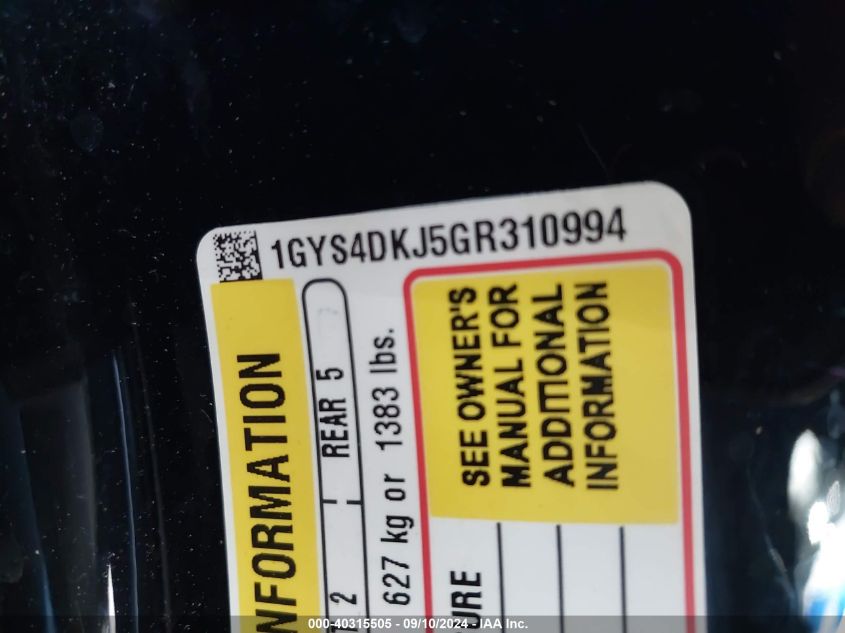 1GYS4DKJ5GR310994
INFORMATION
2 REAR 5
627 kg or 1383 lbs.
SEE OWNER'S
MANUAL FOR
ADDITIONAL
INFORMATION
000-40315505 - 09/10/2024 - IAA Inc.